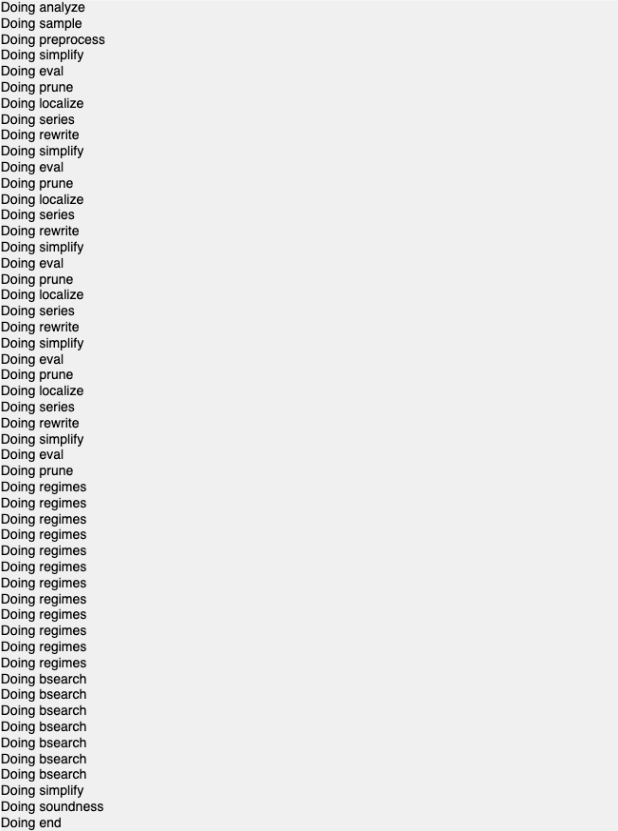 Doing analyze
Doing sample
Doing preprocess
Doing simplify
Doing eval
Doing prune
Doing localize
Doing series
Doing rewrite
Doing simplify
Doing eval
Doing prune
Doing localize
Doing series
Doing rewrite
Doing simplify
Doing eval
Doing prune
Doing localize
Doing series
Doing rewrite
Doing simplify
Doing eval
Doing prune
Doing localize
Doing series
Doing rewrite
Doing simplify
Doing eval
Doing prune
Doing regimes
Doing regimes
Doing regimes
Doing regimes
Doing regimes
Doing regimes
Doing regimes
Doing regimes
Doing regimes
Doing regimes
Doing regimes
Doing regimes
Doing bsearch
Doing bsearch
Doing bsearch
Doing bsearch
Doing bsearch
Doing bsearch
Doing bsearch
Doing simplify
Doing soundness
Doing end